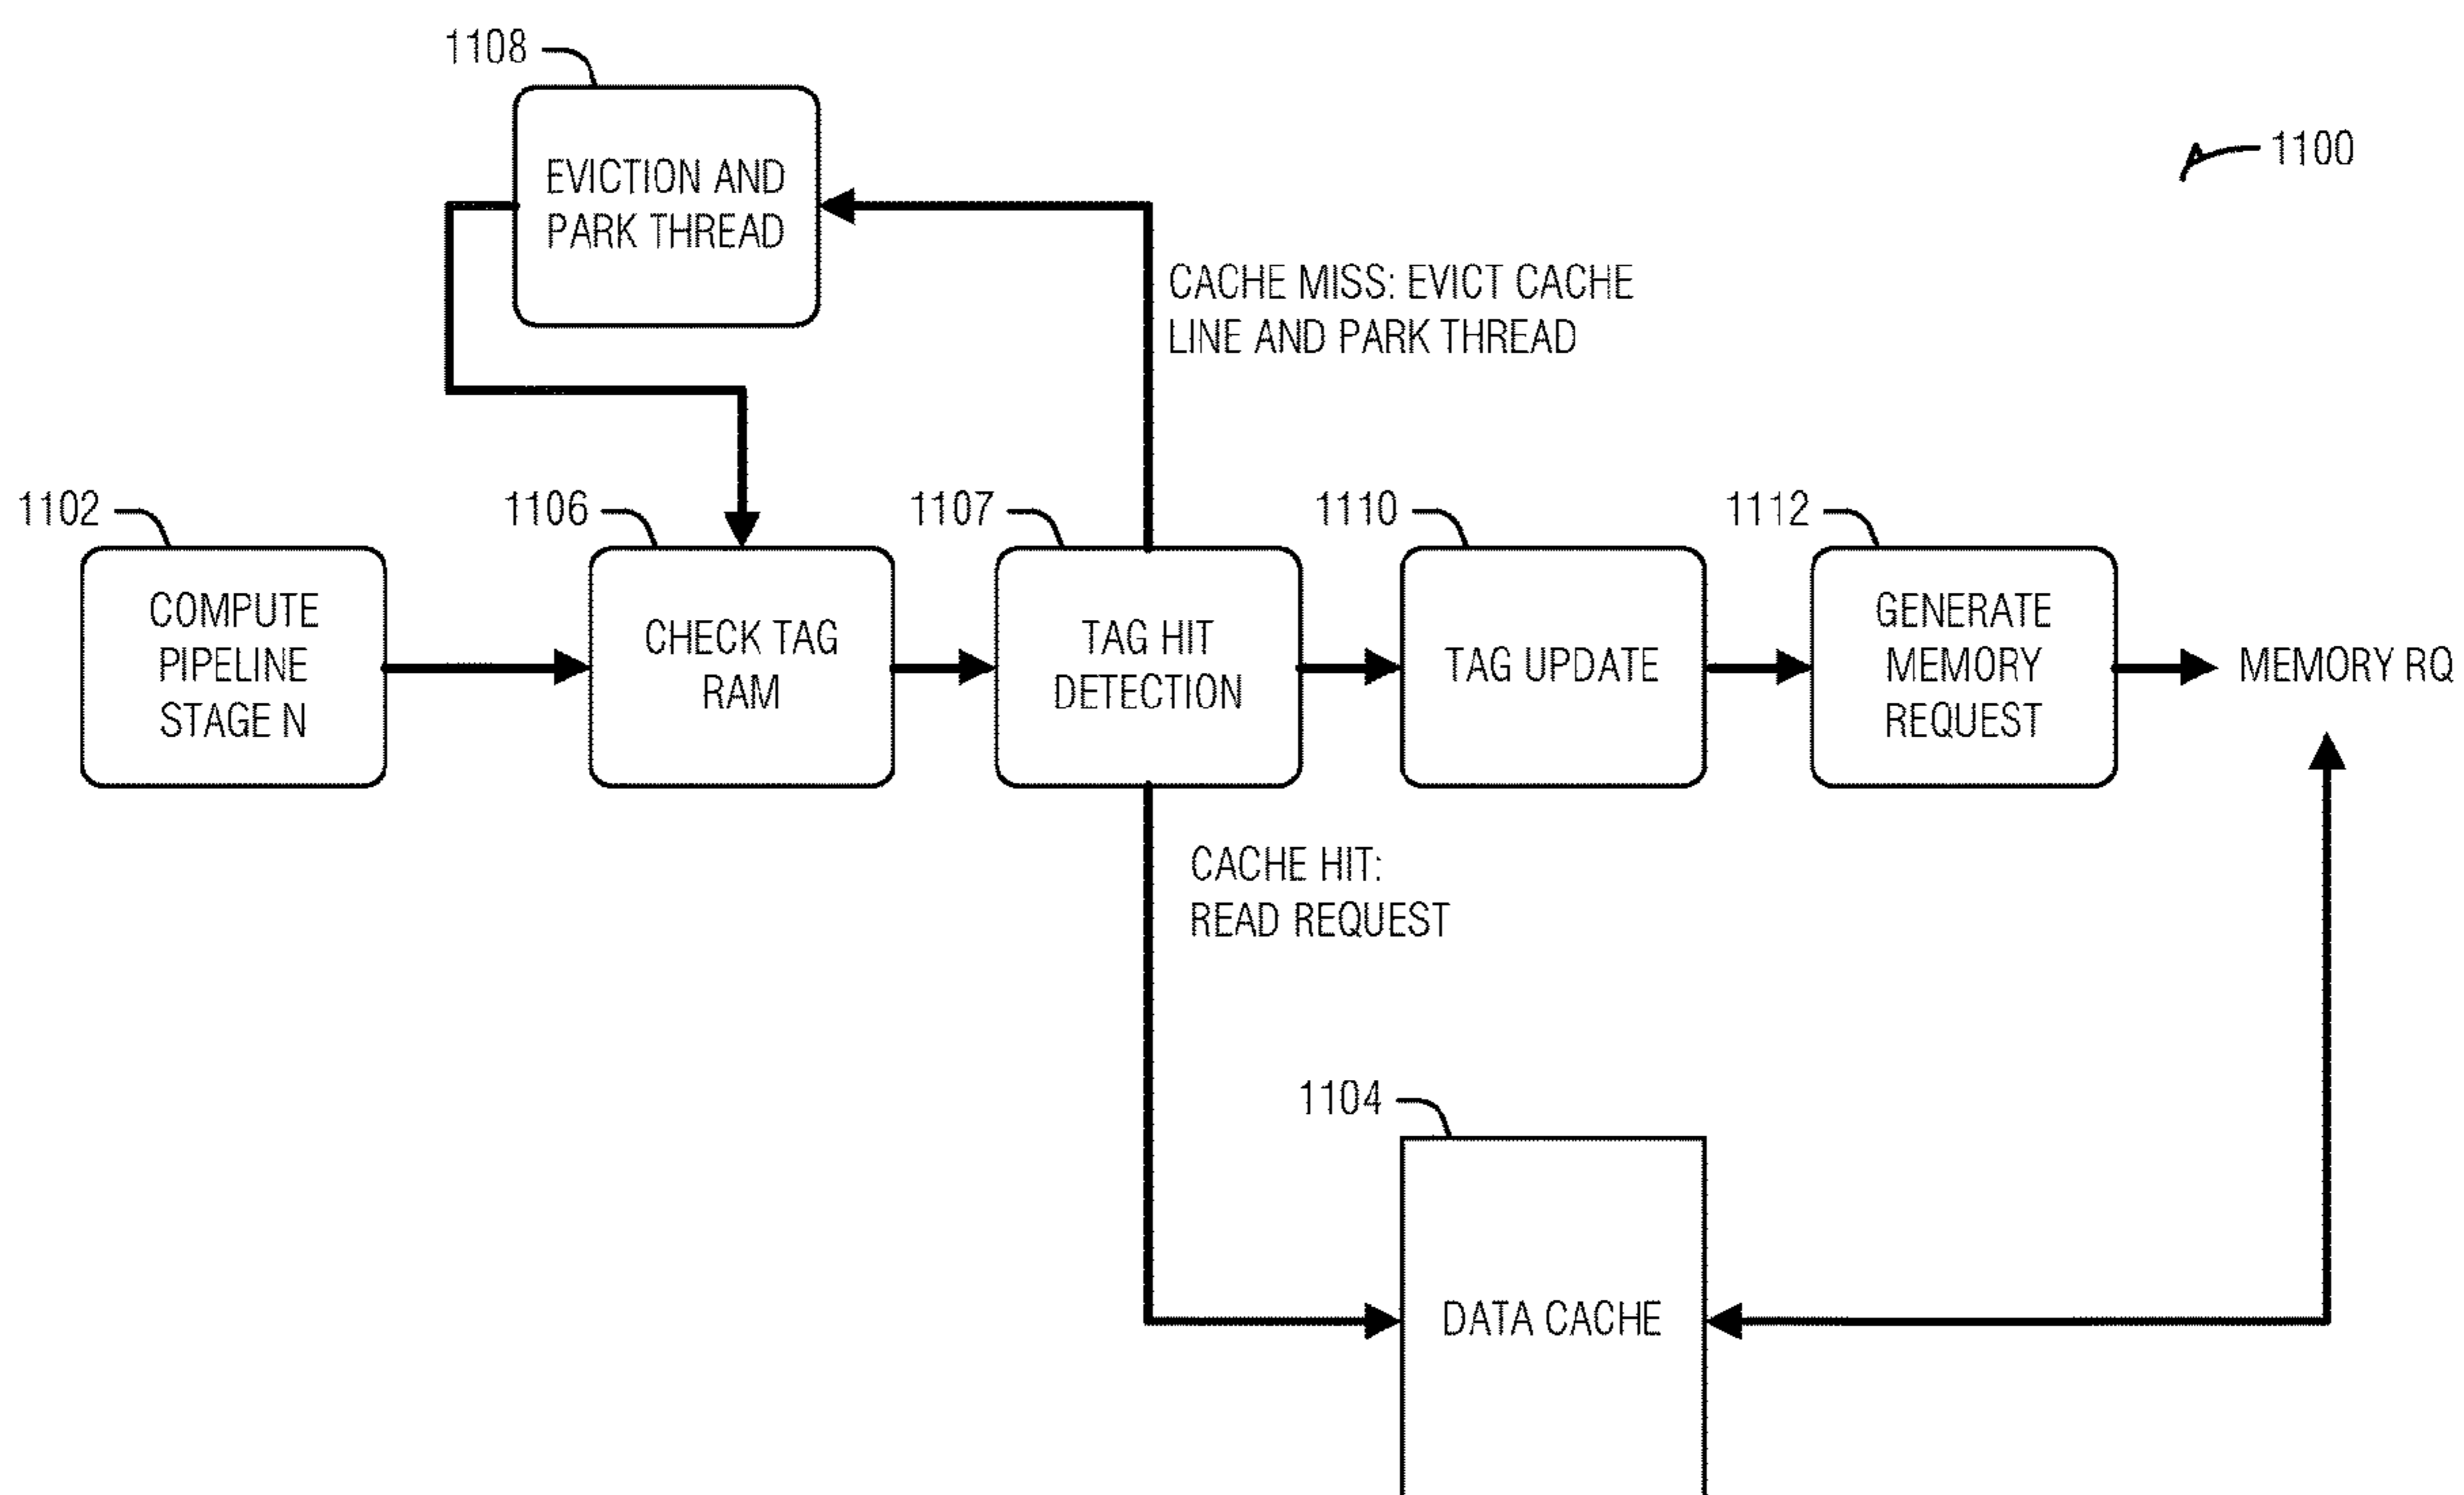 1108
EVICTION AND
PARK THREAD
1100
CACHE MISS: EVICT CACHE
LINE AND PARK THREAD
1102
COMPUTE
PIPELINE
STAGE N
1106
CHECK TAG
RAM
1107
TAG HIT
DETECTION
1110
TAG UPDATE
1112
GENERATE
MEMORY
REQUEST
MEMORY RQ
CACHE HIT:
READ REQUEST
1104
DATA CACHE